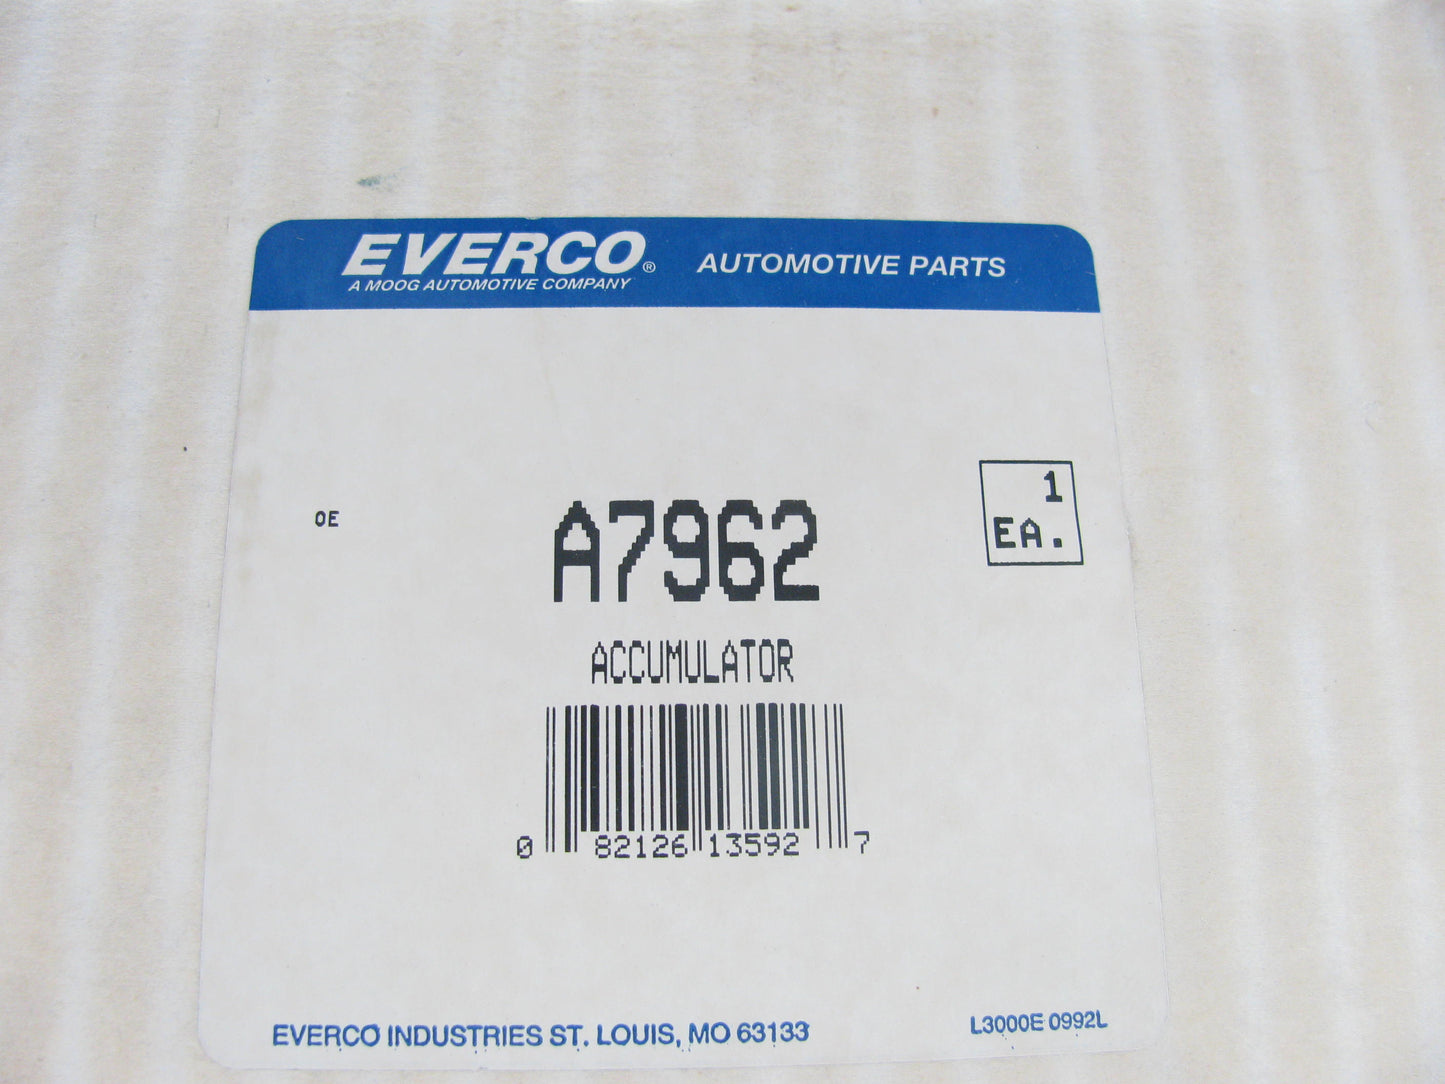 EVERCO® AUTOMOTIVE PARTS
A MOOG AUTOMOTIVE COMPANY
1
EA.
OE
A7962
ACCUMULATOR
0 82126 13592 7
EVERCO INDUSTRIES ST. LOUIS, MO 63133
L3000E 0992L